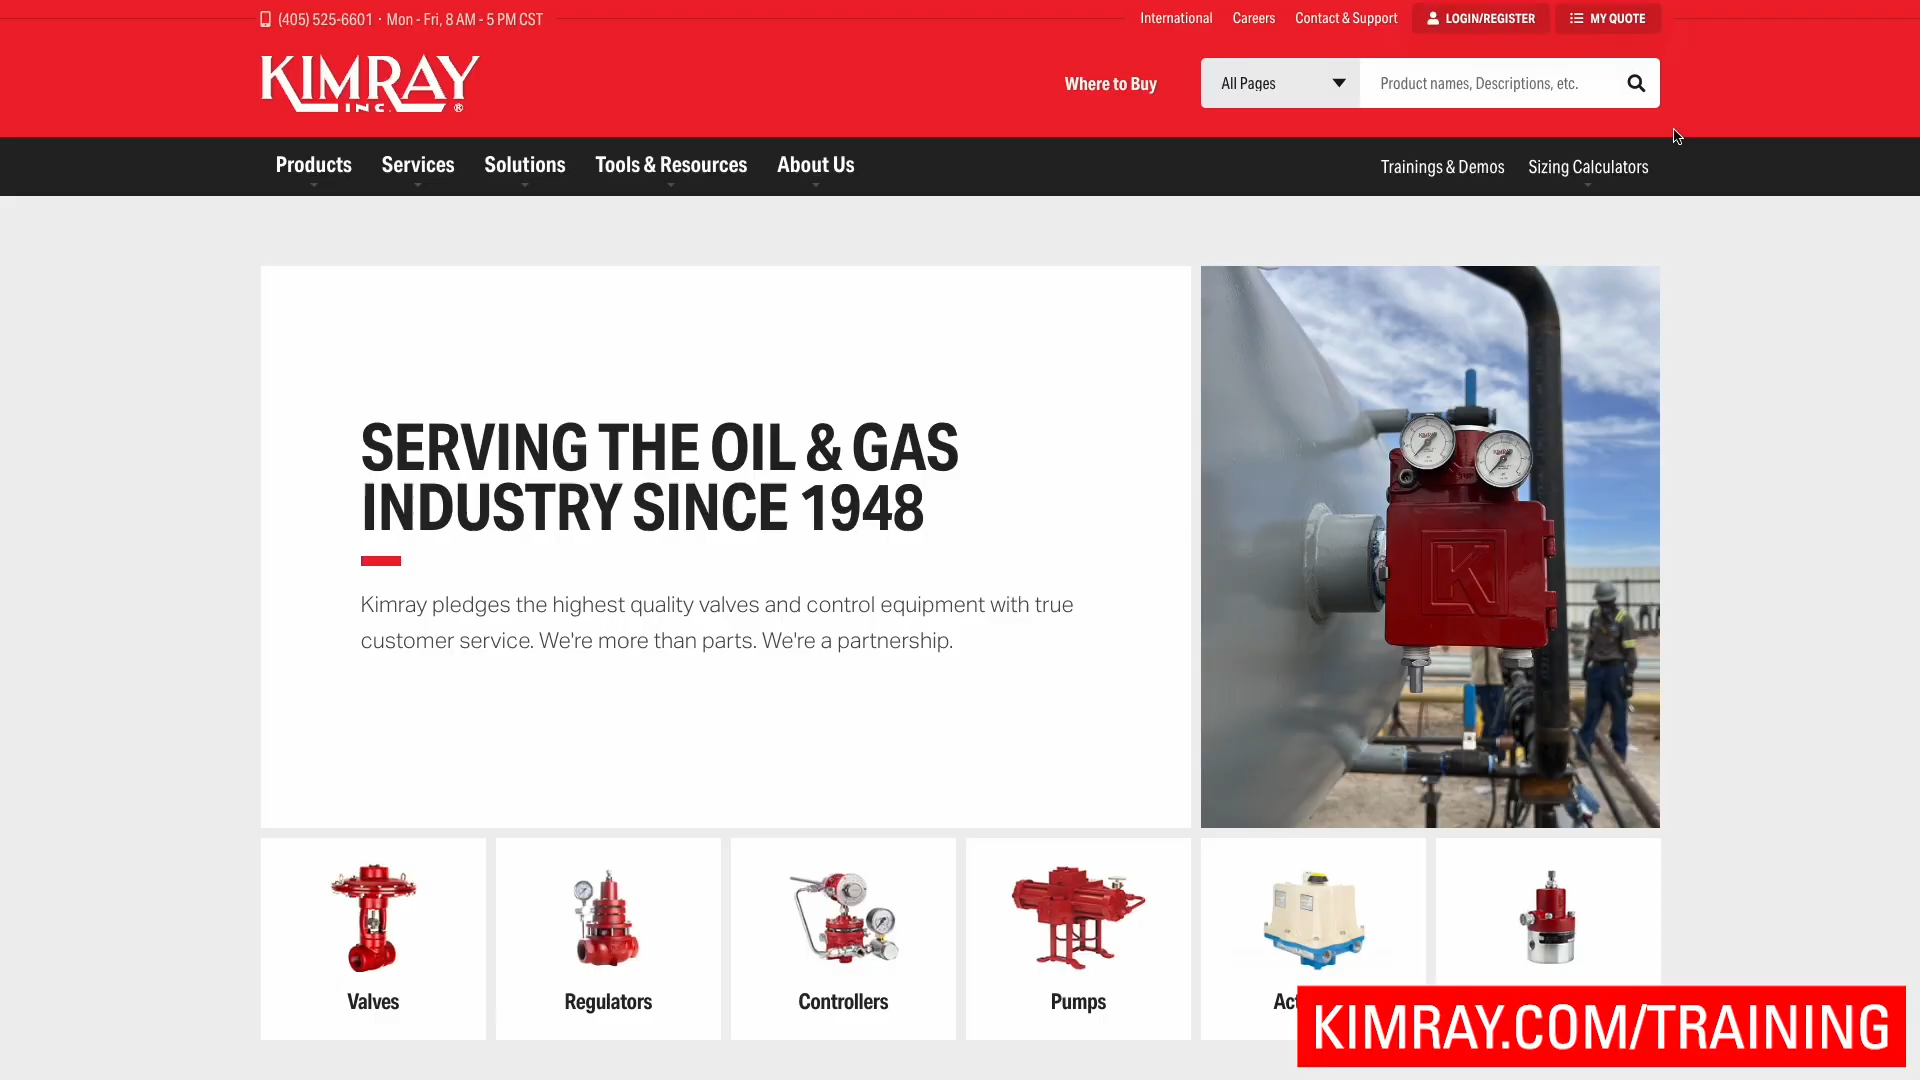 (405) 525-6601 · Mon - Fri, 8 AM - 5 PM CST
International
Careers
Contact & Support
LOGIN/REGISTER
MY QUOTE
KIMRAY
INC. ®
Where to Buy
All Pages
Product names, Descriptions, etc.
Products
Services
Solutions
Tools & Resources
About Us
Trainings & Demos
Sizing Calculators
SERVING THE OIL & GAS
INDUSTRY SINCE 1948
Kimray pledges the highest quality valves and control equipment with true
customer service. We're more than parts. We're a partnership.
K
Valves
Regulators
Controllers
Pumps
KIMRAY.COM/TRAINING